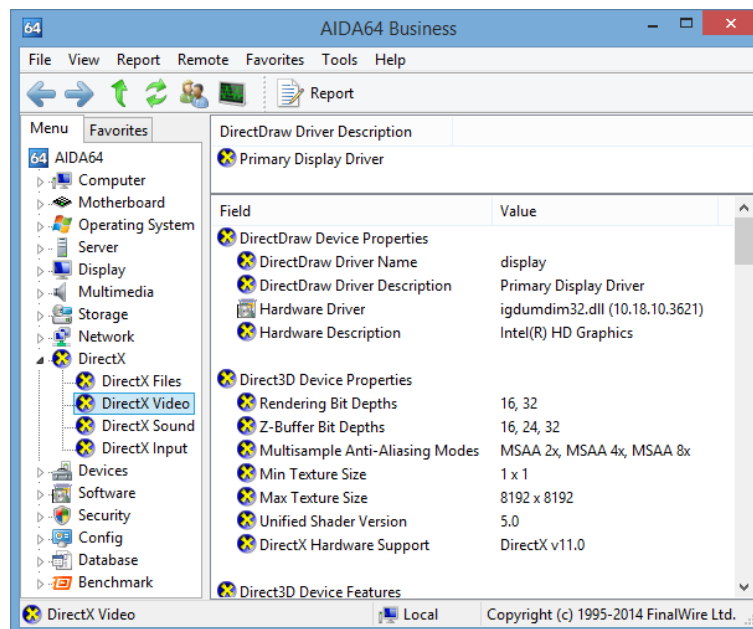 64 AIDA64 Business
File View Report Remote Favorites Tools Help
Report
Menu Favorites
64 AIDA64
Computer
Motherboard
Operating System
Server
Display
Multimedia
Storage
Network
DirectX
DirectX Files
DirectX Video
DirectX Sound
DirectX Input
Devices
Software
Security
Config
Database
Benchmark
DirectDraw Driver Description
Primary Display Driver
Field Value
DirectDraw Device Properties
DirectDraw Driver Name display
DirectDraw Driver Description Primary Display Driver
Hardware Driver igdumdim32.dll (10.18.10.3621)
Hardware Description Intel(R) HD Graphics
Direct3D Device Properties
Rendering Bit Depths 16, 32
Z-Buffer Bit Depths 16, 24, 32
Multisample Anti-Aliasing Modes MSAA 2x, MSAA 4x, MSAA 8x
Min Texture Size 1 x 1
Max Texture Size 8192 x 8192
Unified Shader Version 5.0
DirectX Hardware Support DirectX v11.0
Direct3D Device Features
DirectX Video Local Copyright (c) 1995-2014 FinalWire Ltd.